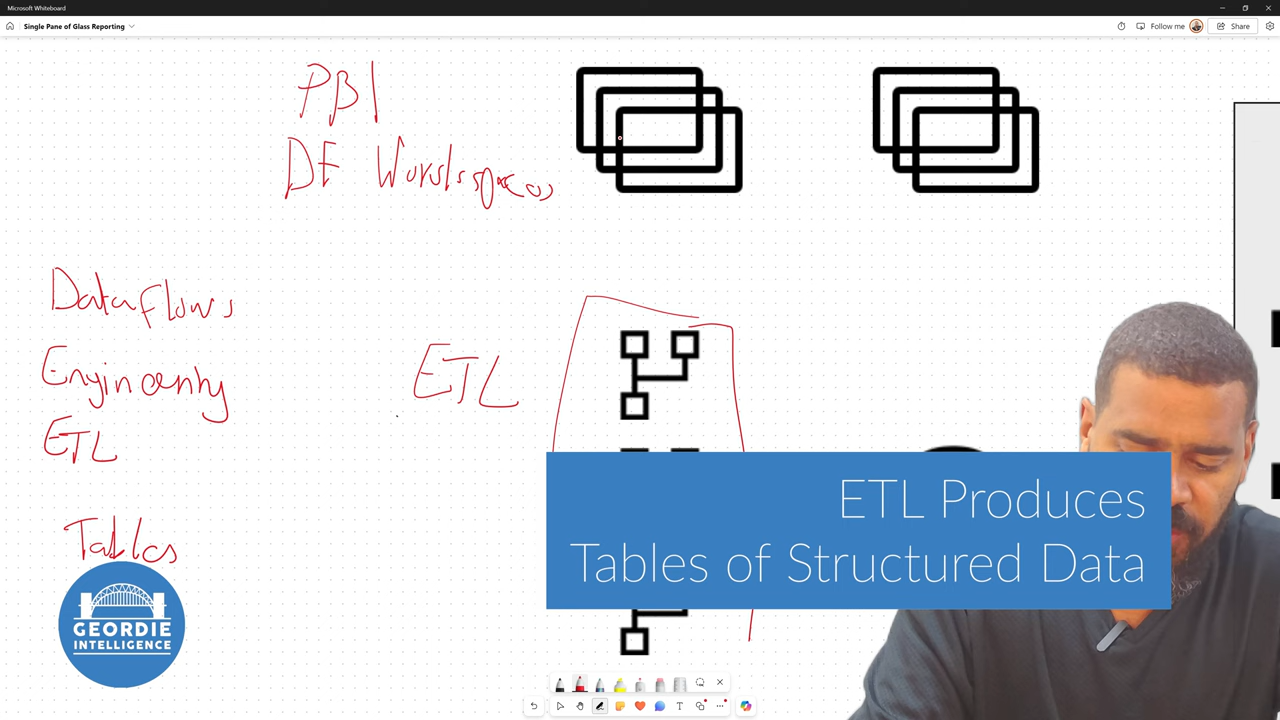 Microsoft Whiteboard
Single Pane of Glass Reporting
Follow me
Share
PBI
DF Workspaces
Dataflows
Engineering
ETL
ETL
Tables
ETL Produces
Tables of Structured Data
GEORDIE
INTELLIGENCE